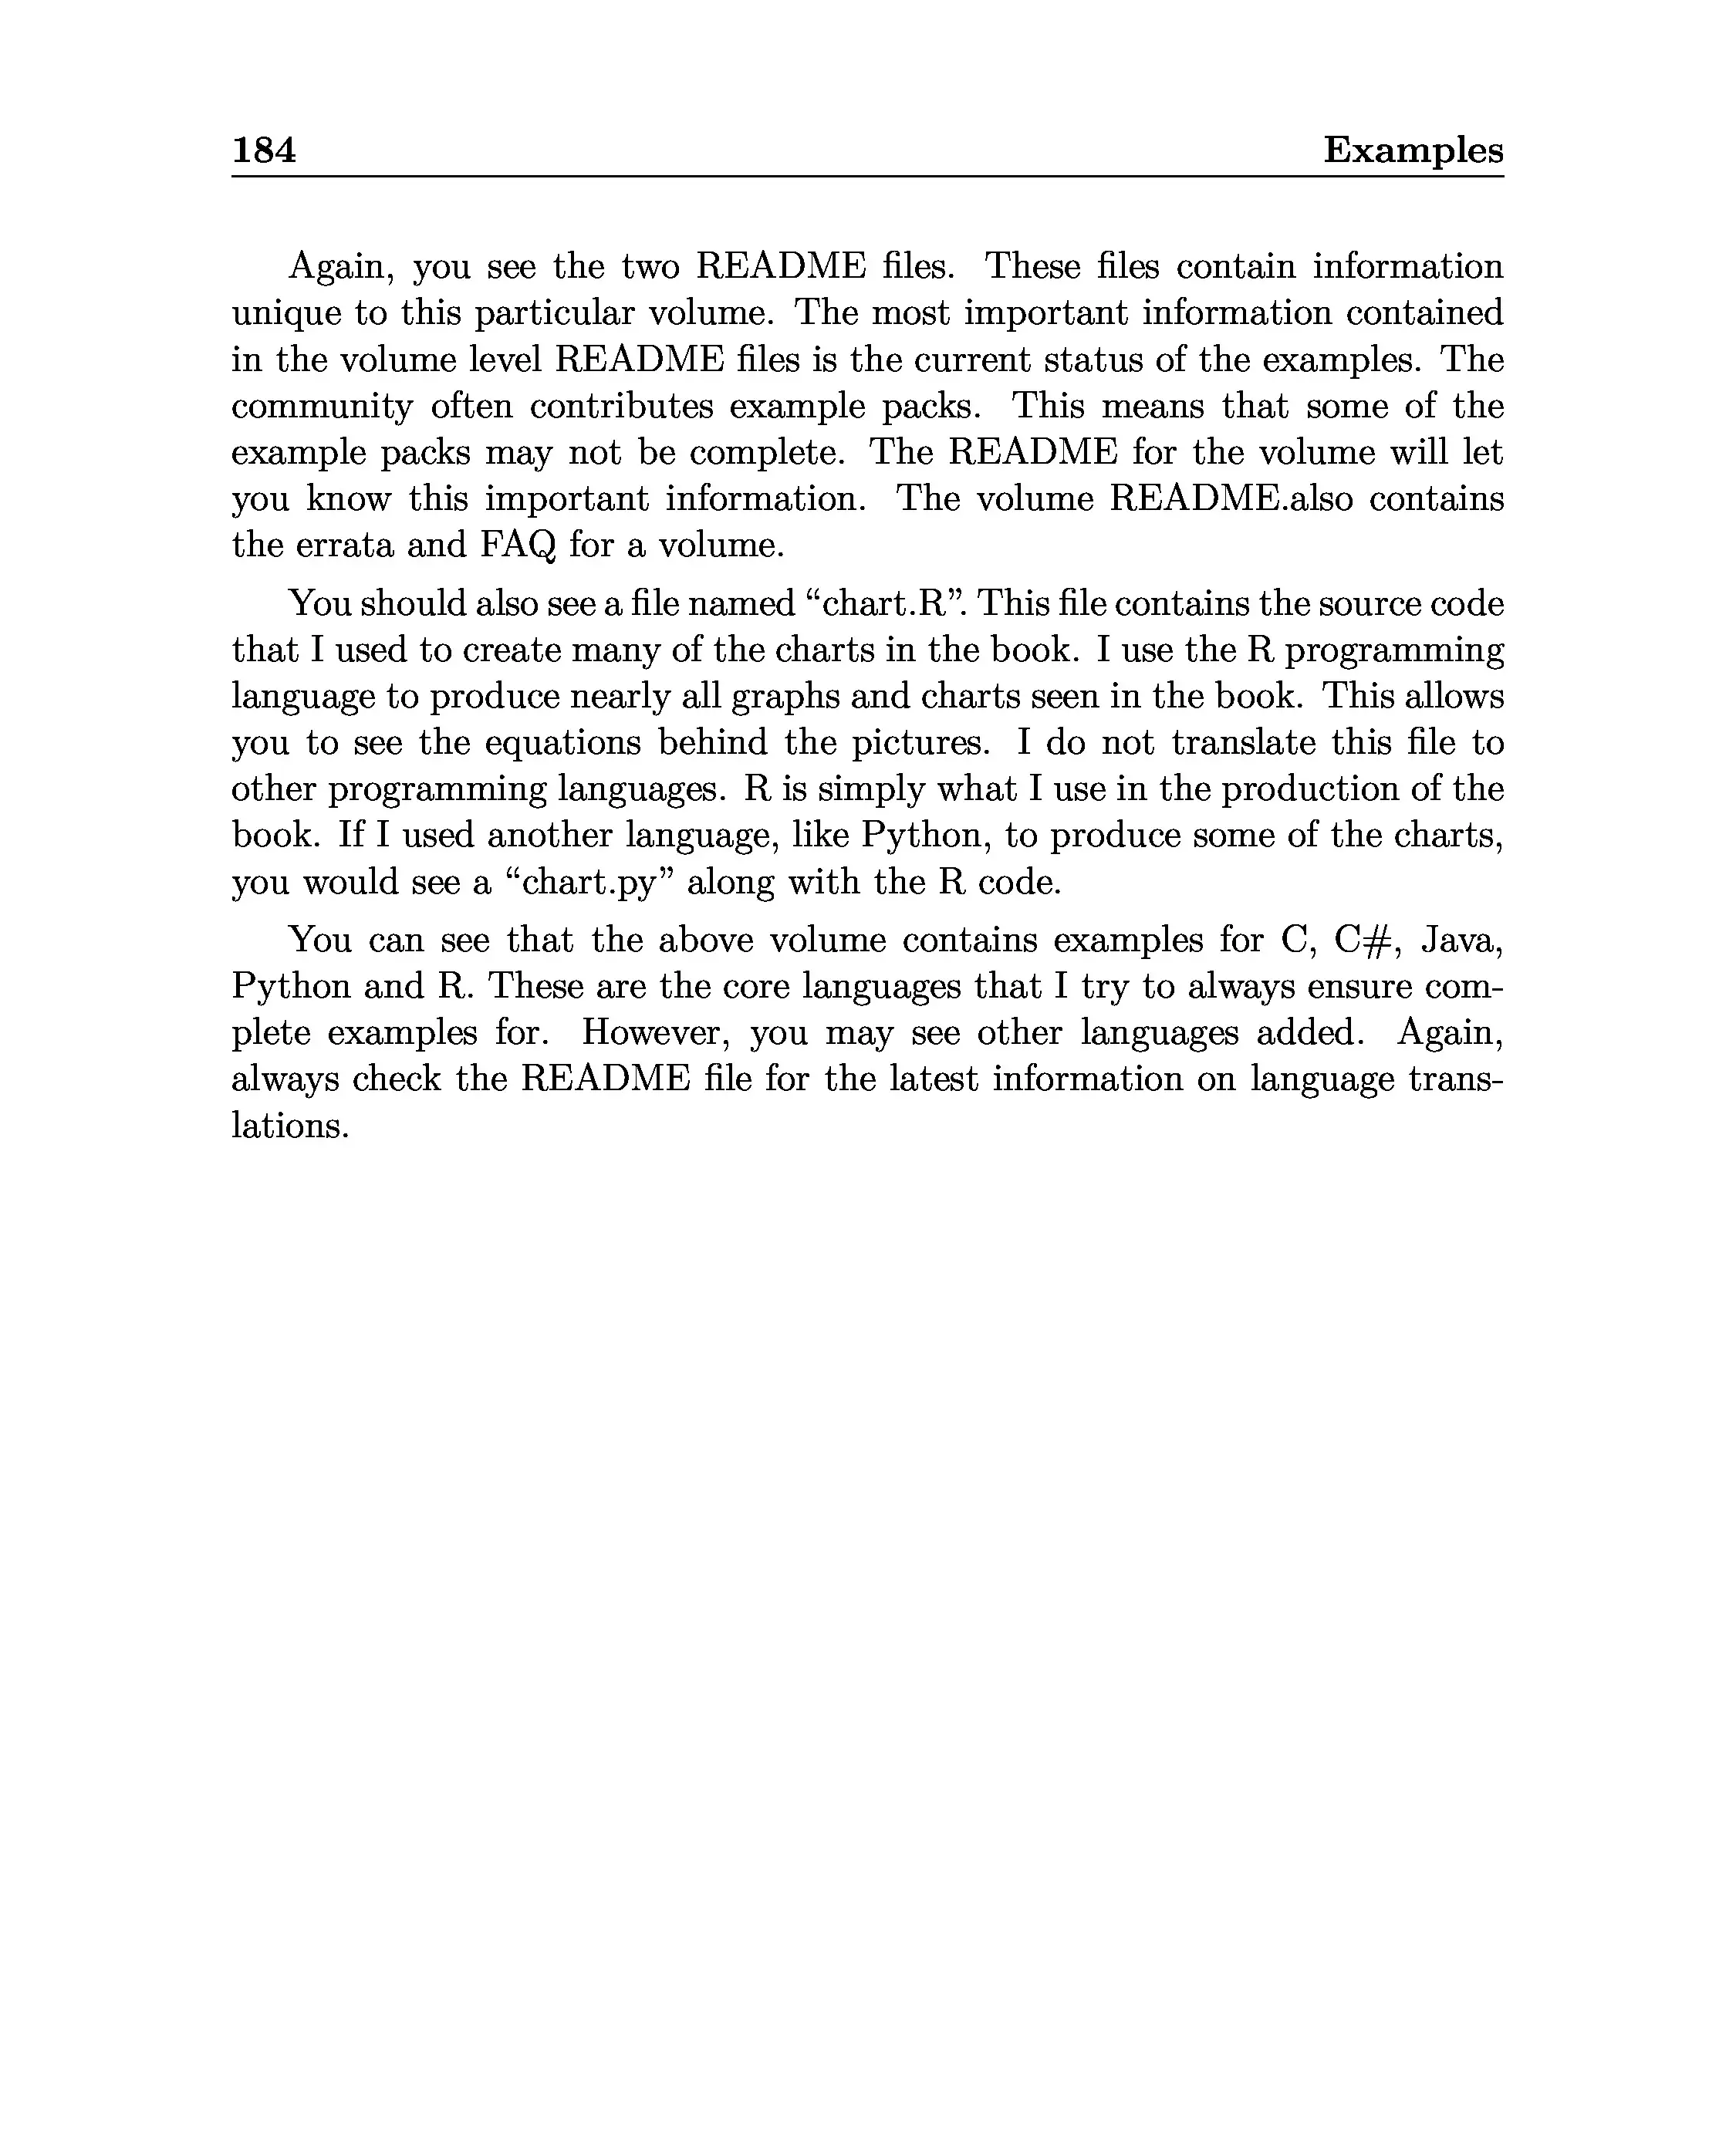 184 Examples
Again, you see the two README files. These files contain information
unique to this particular volume. The most important information contained
in the volume level README files is the current status of the examples. The
community often contributes example packs. This means that some of the
example packs may not be complete. The README for the volume will let
you know this important information. The volume README.also contains
the errata and FAQ for a volume.
You should also see a file named “chart.R”. This file contains the source code
that I used to create many of the charts in the book. I use the R programming
language to produce nearly all graphs and charts seen in the book. This allows
you to see the equations behind the pictures. I do not translate this file to
other programming languages. R is simply what I use in the production of the
book. If I used another language, like Python, to produce some of the charts,
you would see a “chart.py” along with the R code.
You can see that the above volume contains examples for C, C#, Java,
Python and R. These are the core languages that I try to always ensure com-
plete examples for. However, you may see other languages added. Again,
always check the README file for the latest information on language trans-
lations.